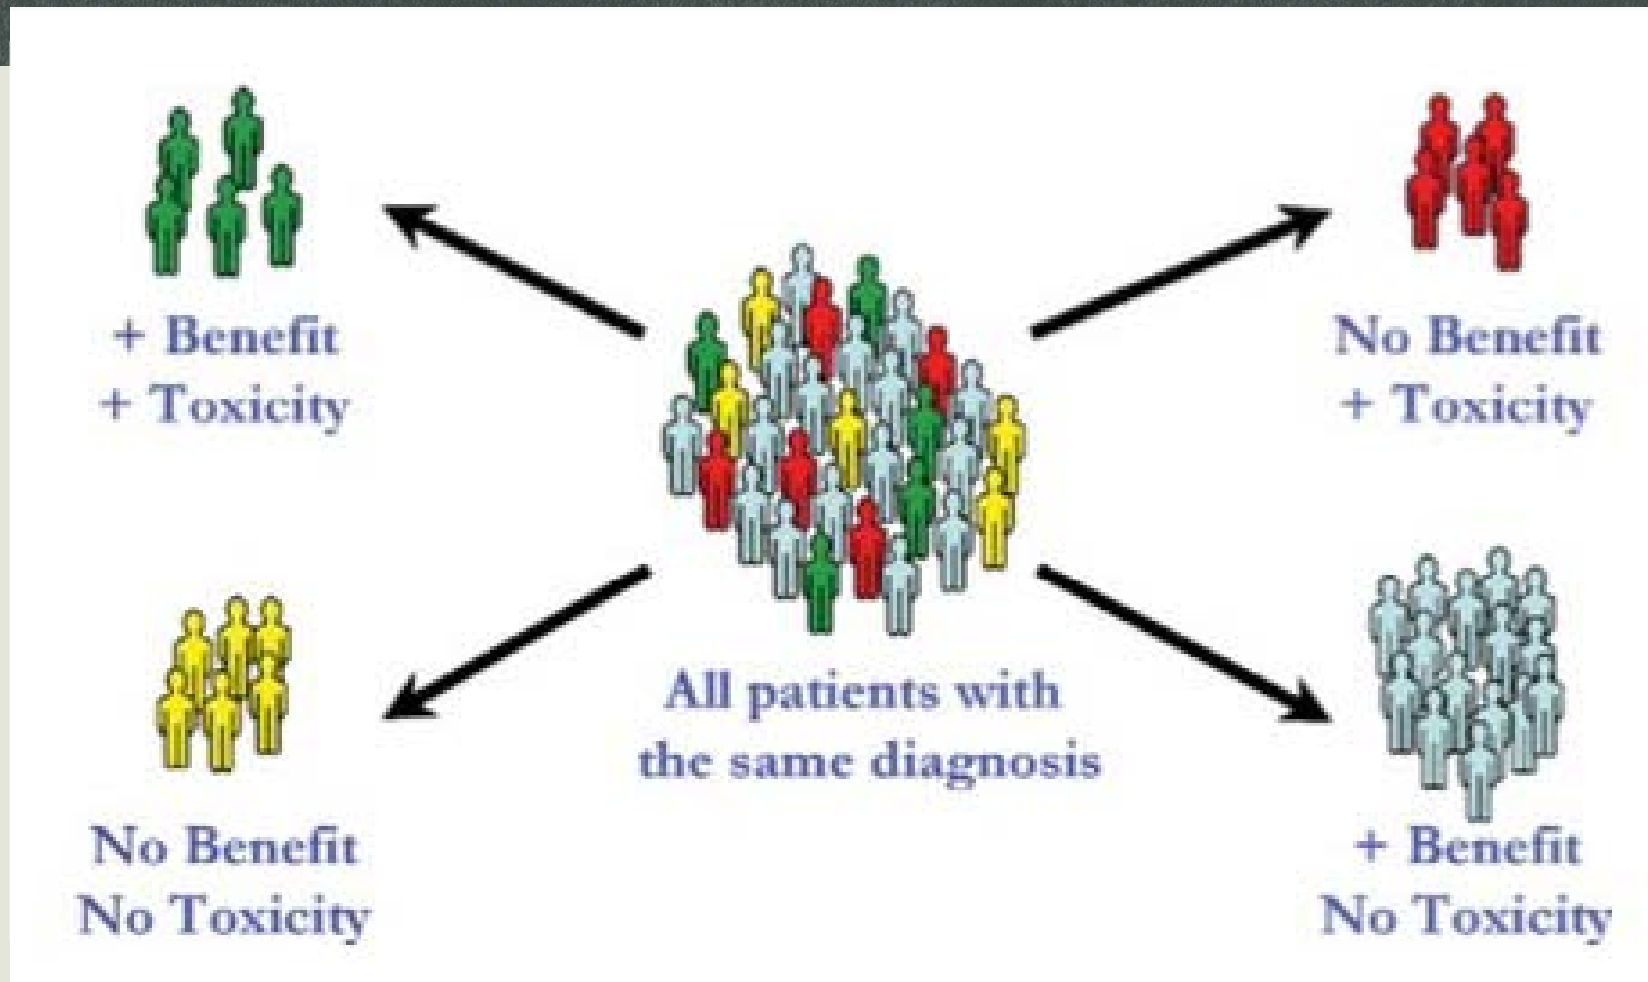 + Benefit
+ Toxicity
No Benefit
+ Toxicity
All patients with
the same diagnosis
No Benefit
No Toxicity
+ Benefit
No Toxicity